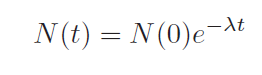 N(t) = N(0)e^{-λt}